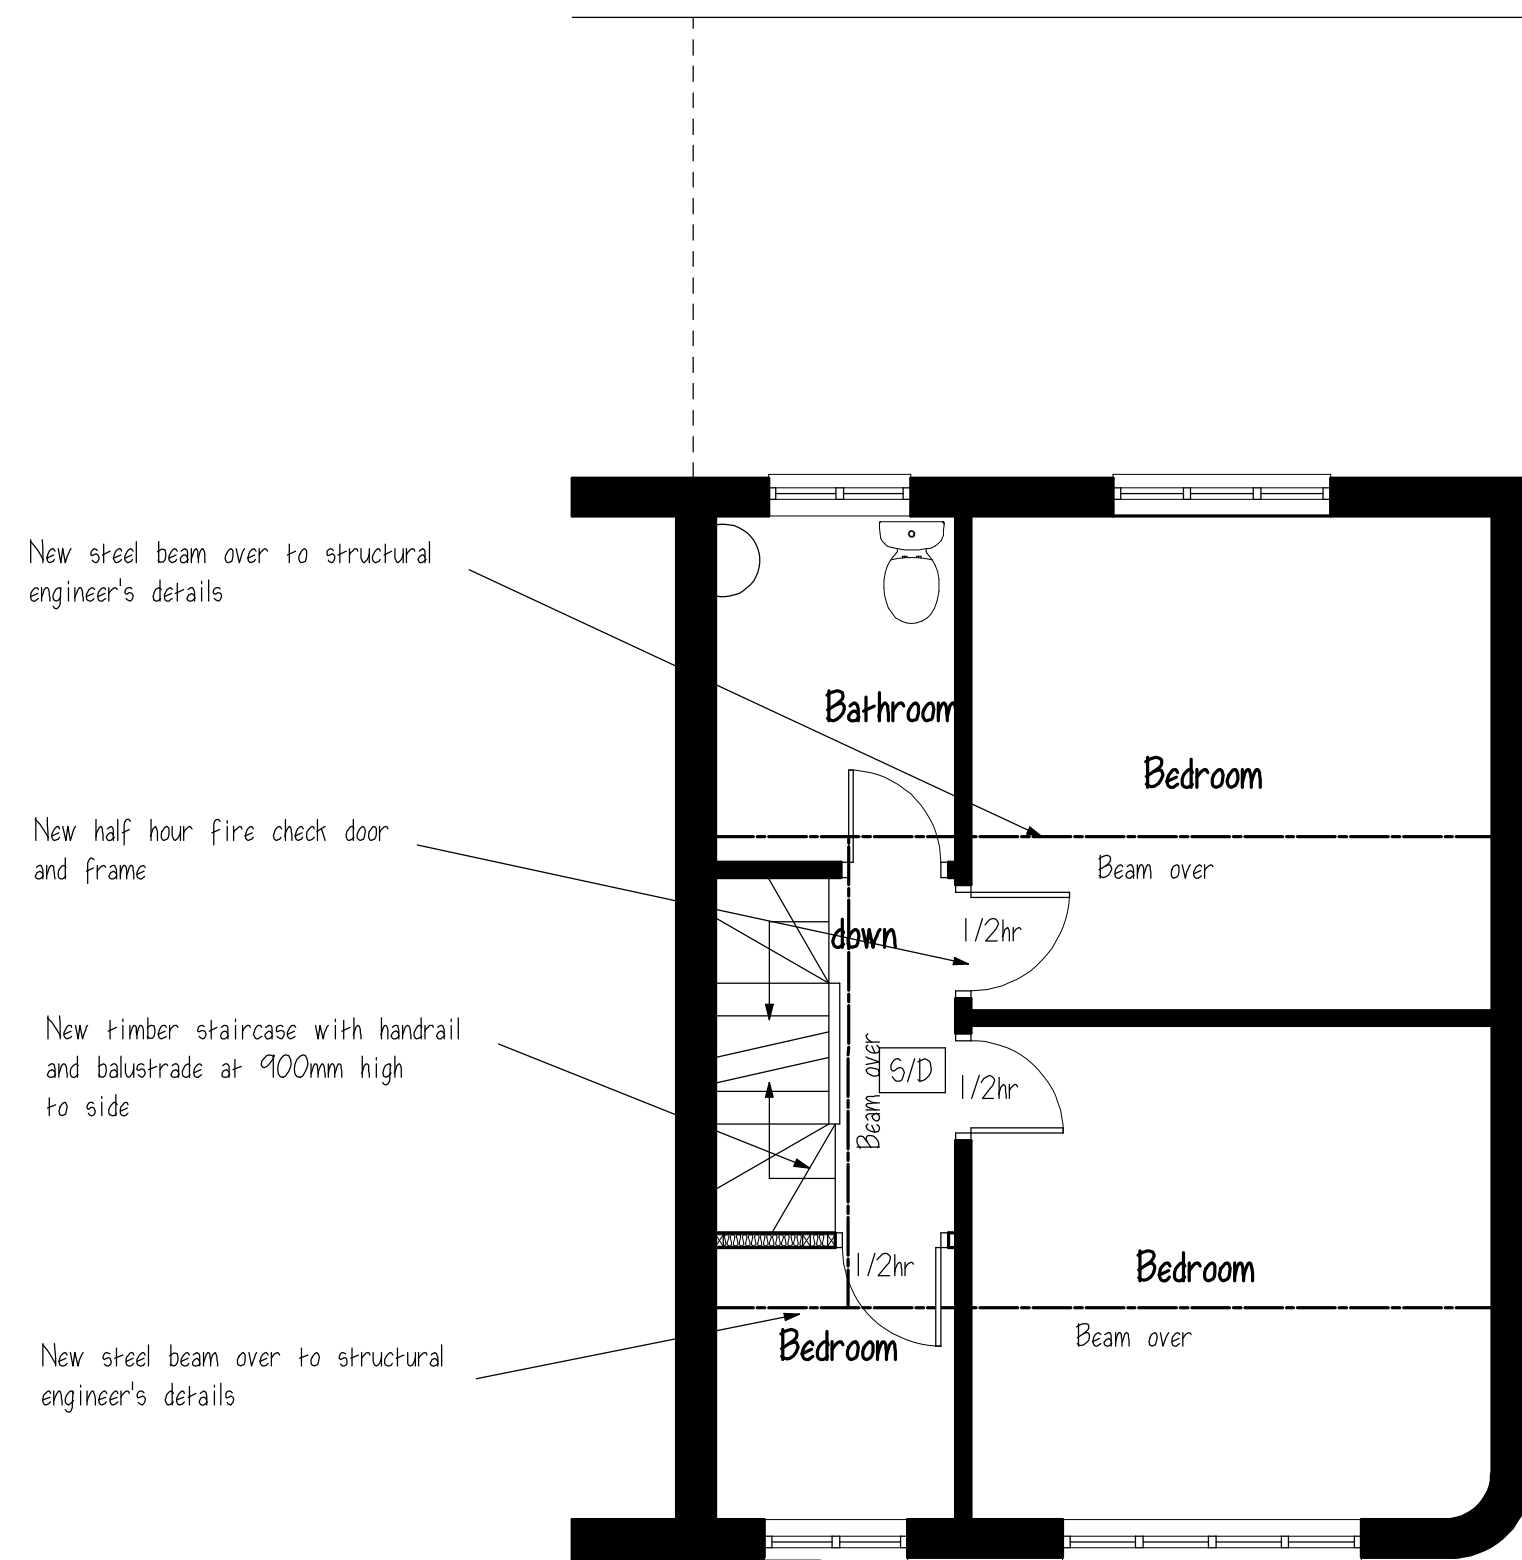 New steel beam over to structural
engineer's details
Bathroom
Bedroom
New half hour fire check door
and frame
Beam over
down
1/2hr
New timber staircase with handrail
and balustrade at 900mm high
to side
Beam over
S/D
1/2hr
1/2hr
Bedroom
New steel beam over to structural
engineer's details
Bedroom
Beam over